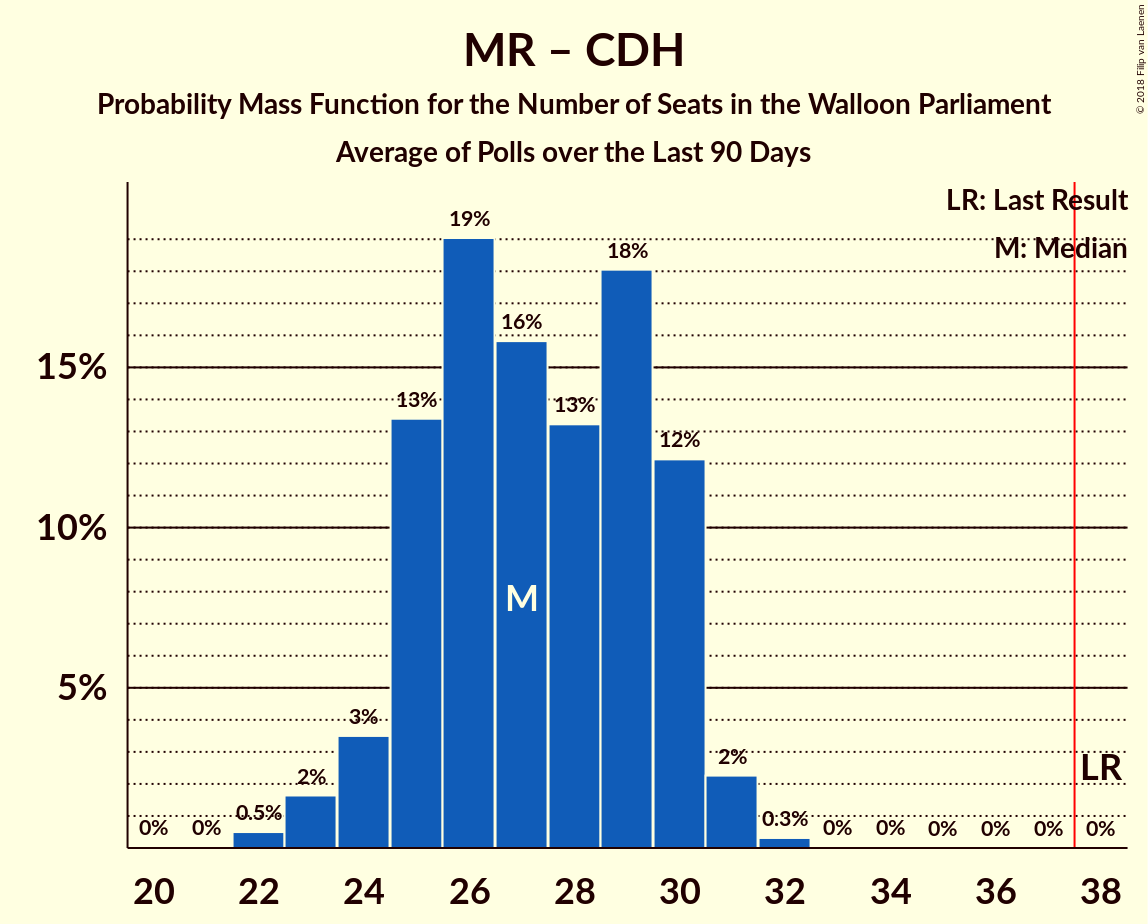 MR – CDH
Probability Mass Function for the Number of Seats in the Walloon Parliament
Average of Polls over the Last 90 Days
© 2018 Filip van Laenen
LR: Last Result
M: Median
19%
18%
16%
15%
13%
13%
12%
10%
M
5%
3%
2%
2%
LR
0%
0%
0.5%
0.3%
0%
0%
0%
0%
0%
0%
20 22 24 26 28 30 32 34 36 38